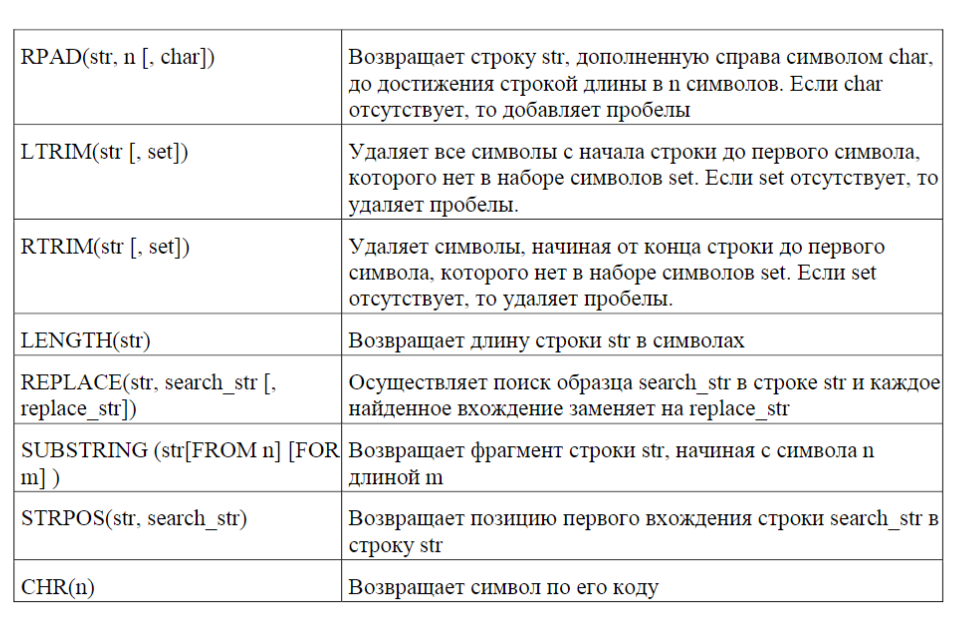 RPAD(str, n [, char])
Возвращает строку str, дополненную справа символом char,
до достижения строкой длины в n символов. Если char
отсутствует, то добавляет пробелы
LTRIM(str [, set])
Удаляет все символы с начала строки до первого символа,
которого нет в наборе символов set. Если set отсутствует, то
удаляет пробелы.
RTRIM(str [, set])
Удаляет символы, начиная от конца строки до первого
символа, которого нет в наборе символов set. Если set
отсутствует, то удаляет пробелы.
LENGTH(str)
Возвращает длину строки str в символах
REPLACE(str, search_str [,
replace_str])
Осуществляет поиск образца search_str в строке str и каждое
найденное вхождение заменяет на replace_str
SUBSTRING (str[FROM n] [FOR
m] )
Возвращает фрагмент строки str, начиная с символа n
длиной m
STRPOS(str, search_str)
Возвращает позицию первого вхождения строки search_str в
строку str
CHR(n)
Возвращает символ по его коду